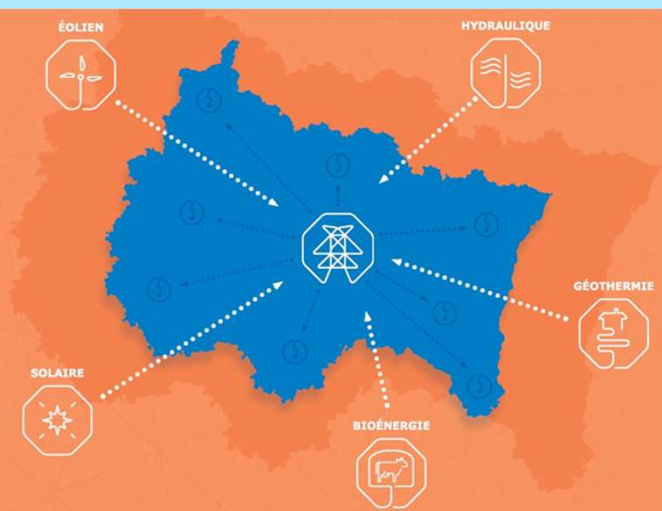 ÉOLIEN
HYDRAULIQUE
GÉOTHERMIE
SOLAIRE
BIOÉNERGIE